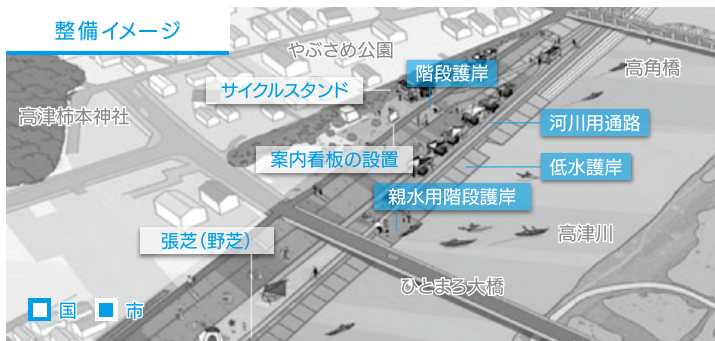 整備イメージ
やぶさめ公園
階段護岸
高角橋
サイクルスタンド
高津柿本神社
河川用通路
案内看板の設置
低水護岸
親水用階段護岸
張芝(野芝)
高津川
ひとまろ大橋
国 市